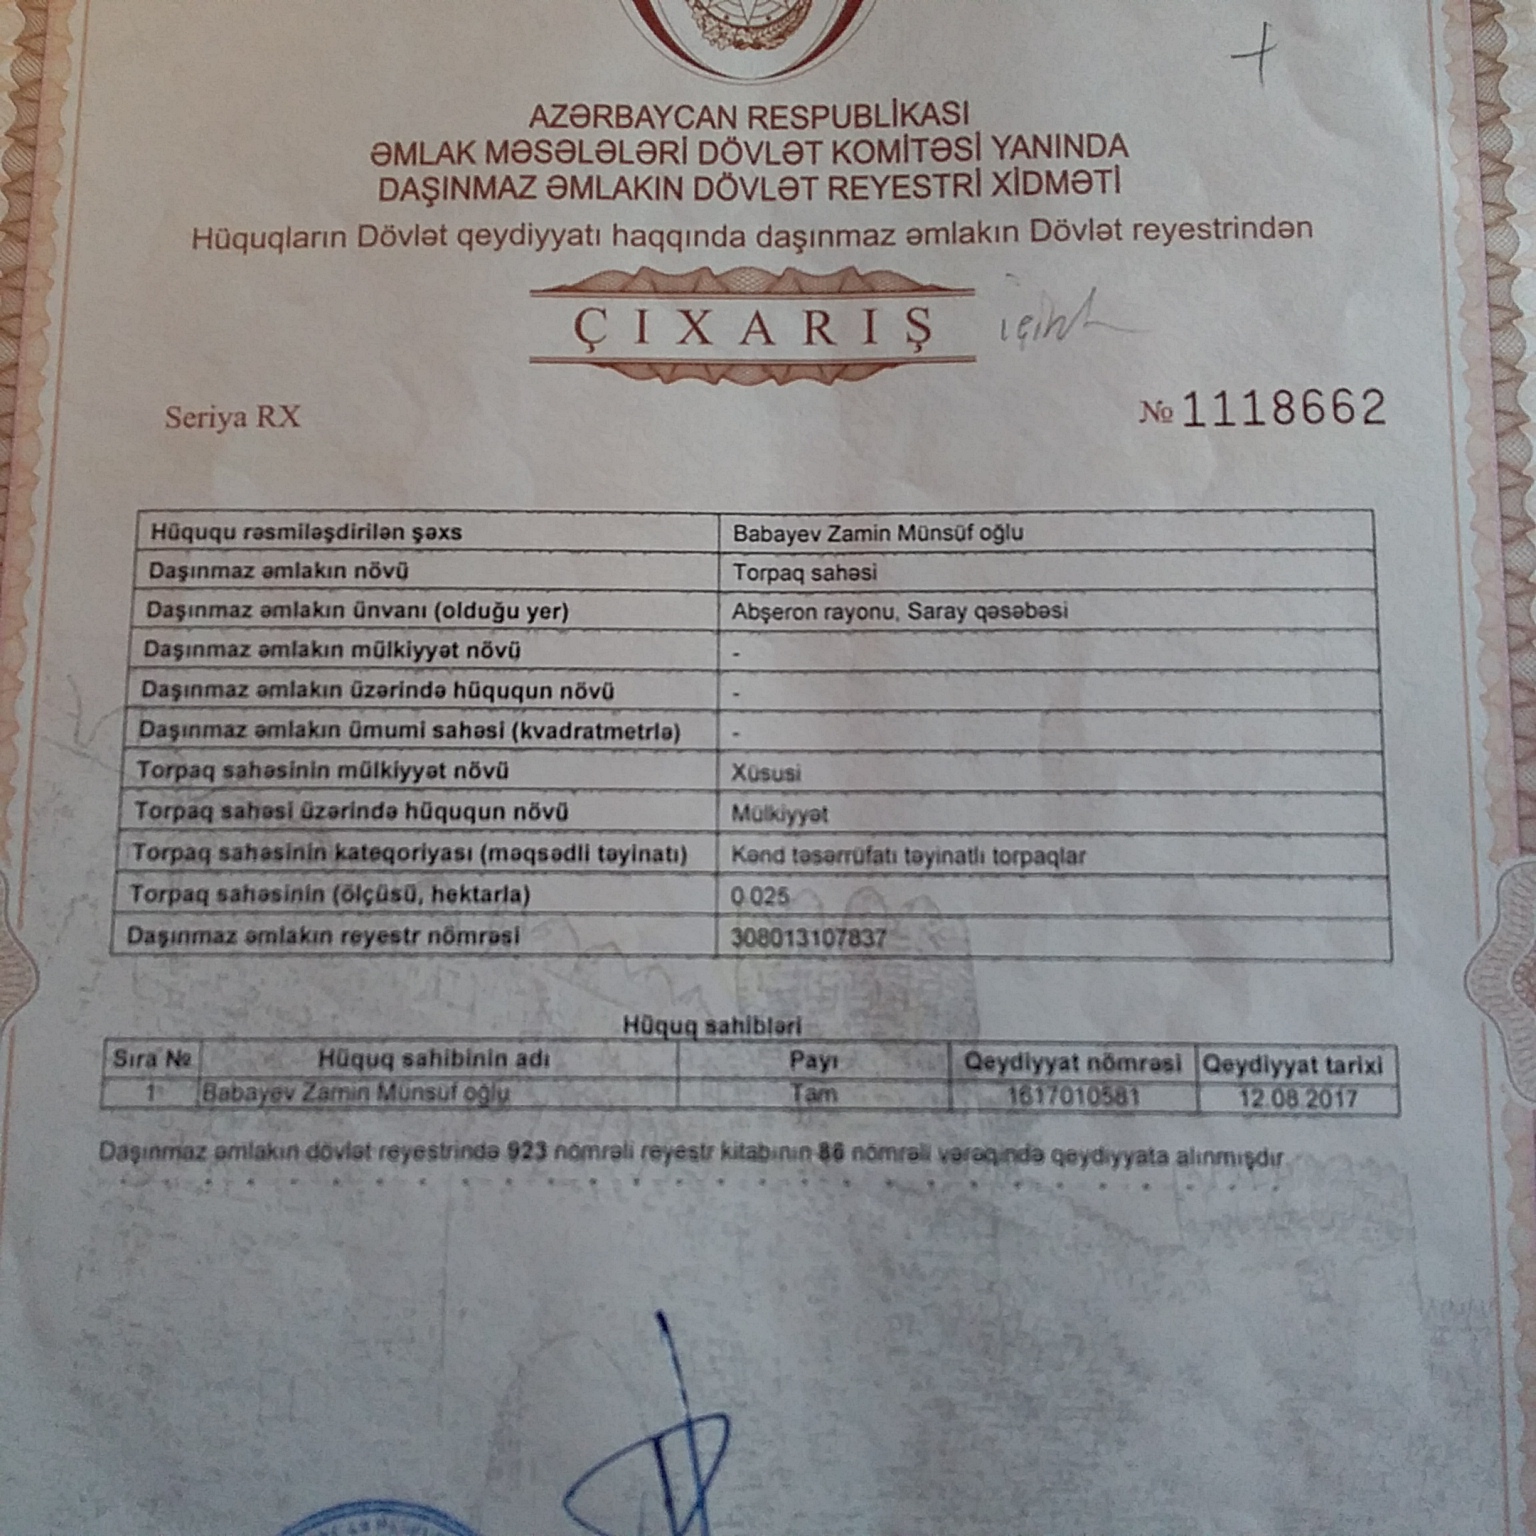 AZƏRBAYCAN RESPUBLİKASI
ƏMLAK MƏSƏLƏLƏRİ DÖVLƏT KOMİTƏSİ YANINDA
DAŞINMAZ ƏMLAKIN DÖVLƏT REYESTRİ XİDMƏTİ
Hüquqların Dövlət qeydiyyatı haqqında daşınmaz əmlakın Dövlət reyestrindən
ÇIXARIŞ
Seriya RX № 1118662
Hüququ rəsmiləşdirilən şəxs Babayev Zamin Münsüf oğlu
Daşınmaz əmlakın növü Torpaq sahəsi
Daşınmaz əmlakın ünvanı (olduğu yer) Abşeron rayonu, Saray qəsəbəsi
Daşınmaz əmlakın mülkiyyət növü -
Daşınmaz əmlakın üzərində hüququn növü -
Daşınmaz əmlakın ümumi sahəsi (kvadratmetrlə) -
Torpaq sahəsinin mülkiyyət növü Xüsusi
Torpaq sahəsi üzərində hüququn növü Mülkiyyət
Torpaq sahəsinin kateqoriyası (məqsədli təyinatı) Kənd təsərrüfatı təyinatlı torpaqlar
Torpaq sahəsinin (ölçüsü, hektarla) 0.025
Daşınmaz əmlakın reyestr nömrəsi 308013107837
Hüquq sahibləri
Sıra № Hüquq sahibinin adı Payı Qeydiyyat nömrəsi Qeydiyyat tarixi
1 Babayev Zamin Münsüf oğlu Tam 1617010581 12.08.2017
Daşınmaz əmlakın dövlət reyestrində 923 nömrəli reyestr kitabının 86 nömrəli vərəqində qeydiyyata alınmışdır